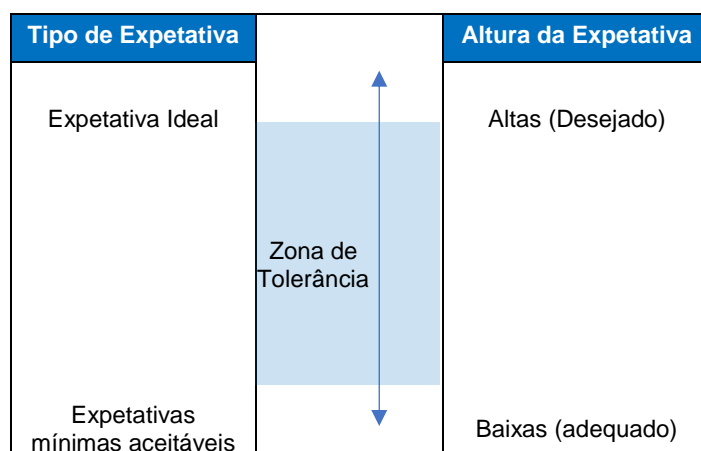 Tipo de Expetativa
Altura da Expetativa
Expetativa Ideal
Altas (Desejado)
Zona de
Tolerância
Expetativas
mínimas aceitáveis
Baixas (adequado)